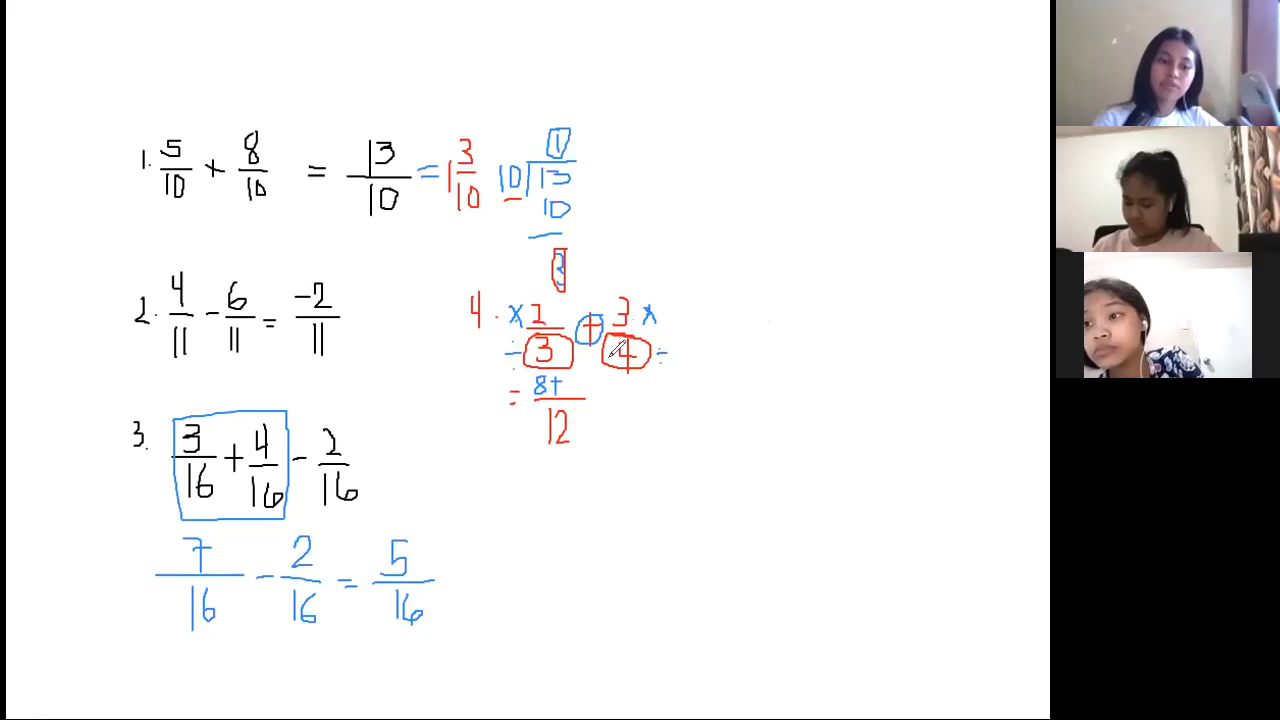 1. 5/10 + 8/10 = 13/10 = 1 3/10
1
10 13
10
3
2. 4/11 - 6/11 = -2/11
3. 3/16 + 4/16 - 2/16
7/16 - 2/16 = 5/16
4. × 2/3 + 3/4 ×
÷ ÷
= 8+/12